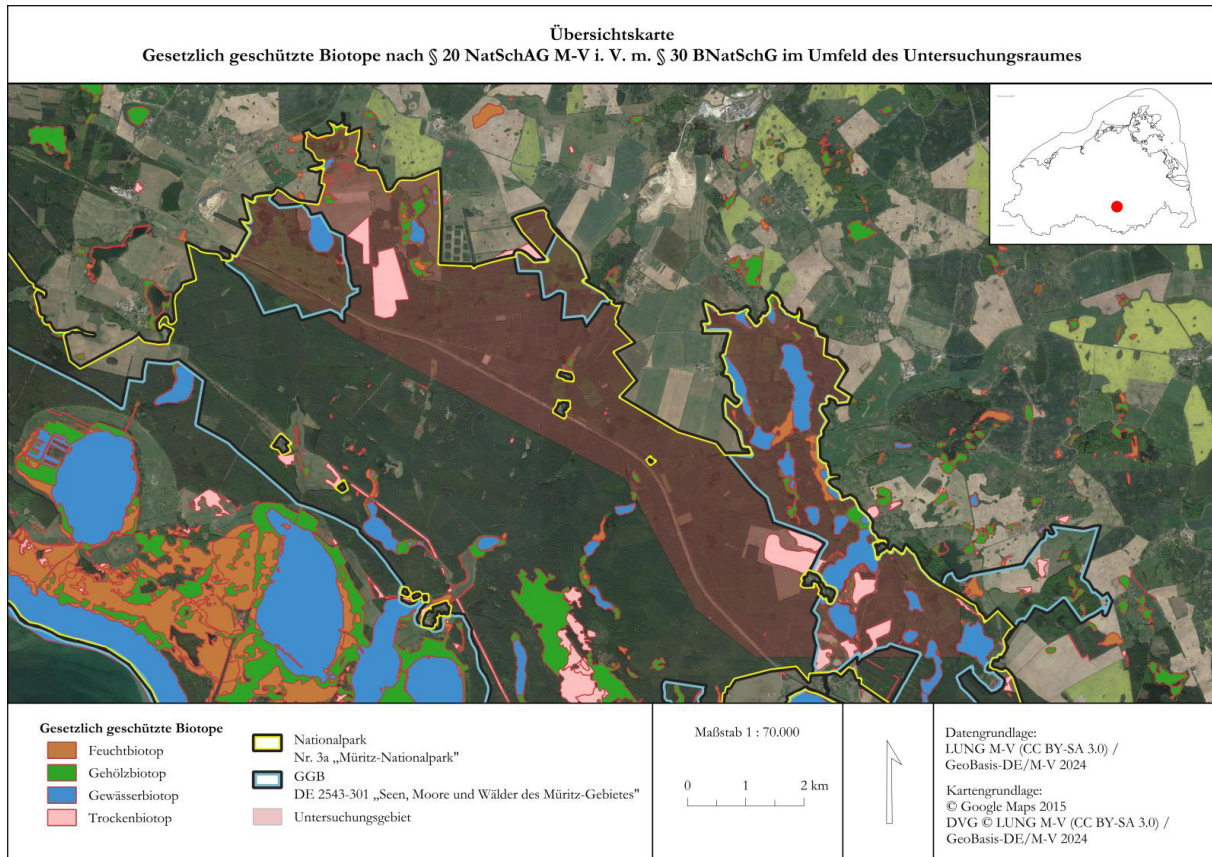 Übersichtskarte
Gesetzlich geschützte Biotope nach § 20 NatSchAG M-V i. V. m. § 30 BNatSchG im Umfeld des Untersuchungsraumes
Gesetzlich geschützte Biotope
Feuchtbiotop
Gehölzbiotop
Gewässerbiotop
Trockenbiotop
Nationalpark
Nr. 3a „Müritz-Nationalpark"
GGB
DE 2543-301 „Seen, Moore und Wälder des Müritz-Gebietes"
Untersuchungsgebiet
Maßstab 1 : 70.000
0 1 2 km
Datengrundlage:
LUNG M-V (CC BY-SA 3.0) /
GeoBasis-DE/M-V 2024
Kartengrundlage:
© Google Maps 2015
DVG © LUNG M-V (CC BY-SA 3.0) /
GeoBasis-DE/M-V 2024